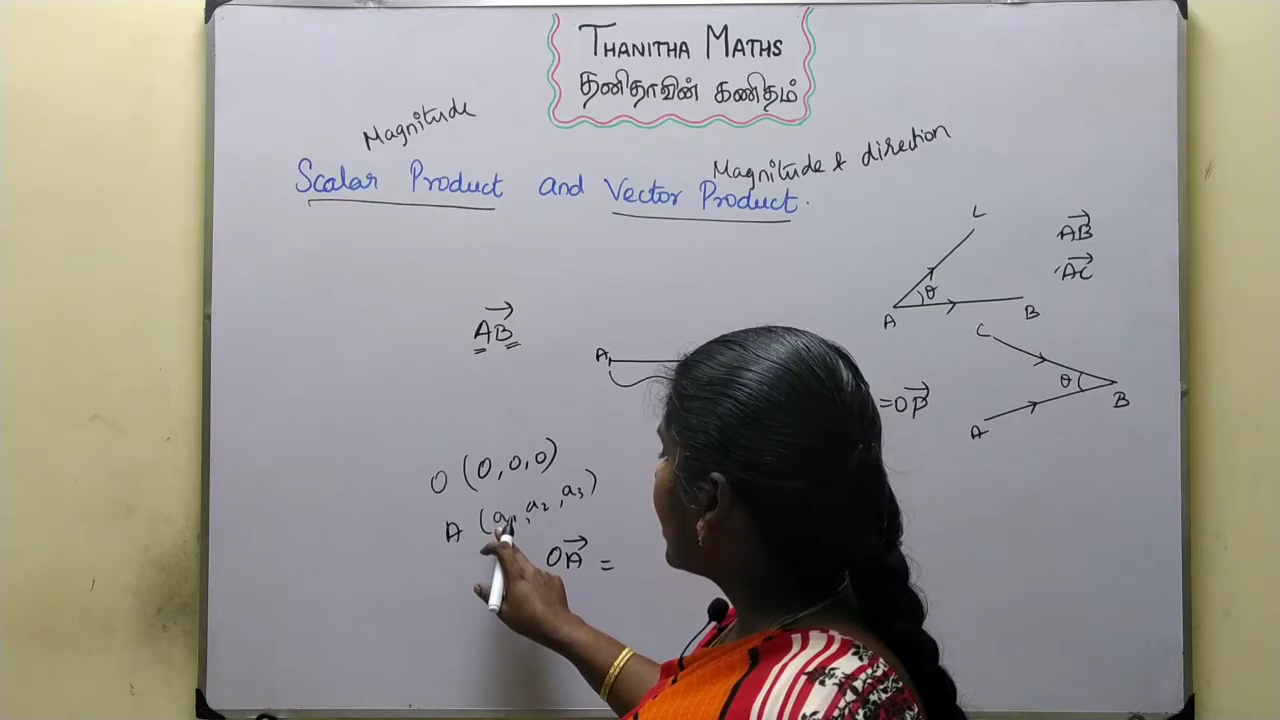 THANITHA MATHS
தனிதாவின் கணிதம்
Magnitude
Magnitude & direction
Scalar Product and Vector Product.
L
AB→
AC→
θ
A
B
AB→
A
C
θ
B
A
=OP→
O (0, 0, 0)
A (a₁, a₂, a₃)
OA→ =